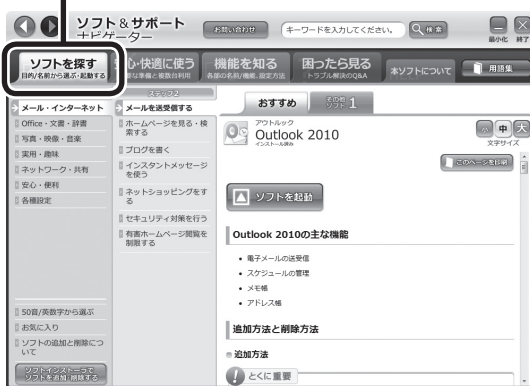 ソフト&サポート
ナビゲーター
お問い合わせ
キーワードを入力してください。
検索
最小化
終了
ソフトを探す
目的/名前から選ぶ・起動する
心・快適に使う
要な準備と複数台利用
機能を知る
各部の名前/機能、設定方法
困ったら見る
トラブル解決のQ&A
本ソフトについて
用語集
ステップ2
メール・インターネット
Office・文書・辞書
写真・映像・音楽
実用・趣味
ネットワーク・共有
安心・便利
各種設定
50音/英数字から選ぶ
お気に入り
ソフトの追加と削除につ
いて
ソフトインストーラで
ソフトを追加・削除する
メールを送受信する
ホームページを見る・検
索する
ブログを書く
インスタントメッセージ
を使う
ネットショッピングをす
る
セキュリティ対策を行う
有害ホームページ閲覧を
制限する
おすすめ
その他
ソフト 1
アウトルック
Outlook 2010
インストール済み
小 中 大
文字サイズ
このページを印刷
ソフトを起動
Outlook 2010の主な機能
• 電子メールの送受信
• スケジュールの管理
• メモ帳
• アドレス帳
追加方法と削除方法
追加方法
とくに重要